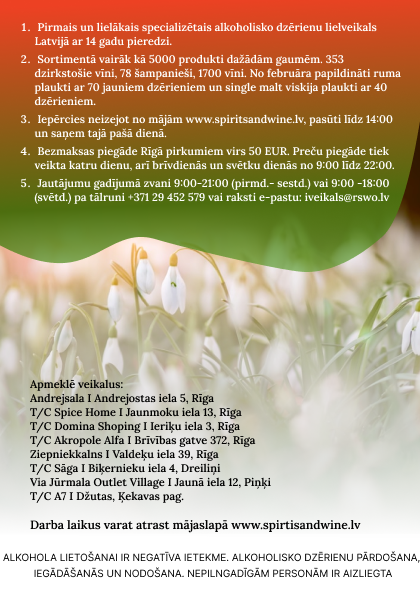 1. Pirmais un lielākais specializētais alkoholisko dzērienu lielveikals
Latvijā ar 14 gadu pieredzi.
2. Sortimentā vairāk kā 5000 produkti dažādām gaumēm. 353
dzirkstošie vīni, 78 šampanieši, 1700 vīni. No februāra papildināti ruma
plaukti ar 70 jauniem dzērieniem un single malt viskija plaukti ar 40
dzērieniem.
3. Iepērcies neizejot no mājām www.spiritsandwine.lv, pasūti līdz 14:00
un saņem tajā pašā dienā.
4. Bezmaksas piegāde Rīgā pirkumiem virs 50 EUR. Preču piegāde tiek
veikta katru dienu, arī brīvdienās un svētku dienās no 9:00 līdz 22:00.
5. Jautājumu gadījumā zvani 9:00-21:00 (pirmd.- sestd.) vai 9:00 -18:00
(svētd.) pa tālruni +371 29 452 579 vai raksti e-pastu: iveikals@rswo.lv
Apmeklē veikalus:
Andrejsala I Andrejostas iela 5, Rīga
T/C Spice Home I Jaunmoku iela 13, Rīga
T/C Domina Shoping I Ieriķu iela 3, Rīga
T/C Akropole Alfa I Brīvības gatve 372, Rīga
Ziepniekkalns I Valdeķu iela 39, Rīga
T/C Sāga I Biķernieku iela 4, Dreiliņi
Via Jūrmala Outlet Village I Jaunā iela 12, Piņķi
T/C A7 I Džutas, Ķekavas pag.
Darba laikus varat atrast mājaslapā www.spirtisandwine.lv
ALKOHOLA LIETOŠANAI IR NEGATĪVA IETEKME. ALKOHOLISKO DZĒRIENU PĀRDOŠANA,
IEGĀDĀŠANĀS UN NODOŠANA. NEPILNGADĪGĀM PERSONĀM IR AIZLIEGTA